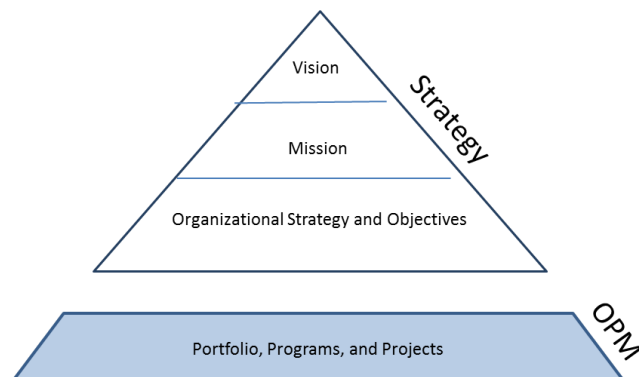 Vision
Strategy
Mission
Organizational Strategy and Objectives
OPM
Portfolio, Programs, and Projects